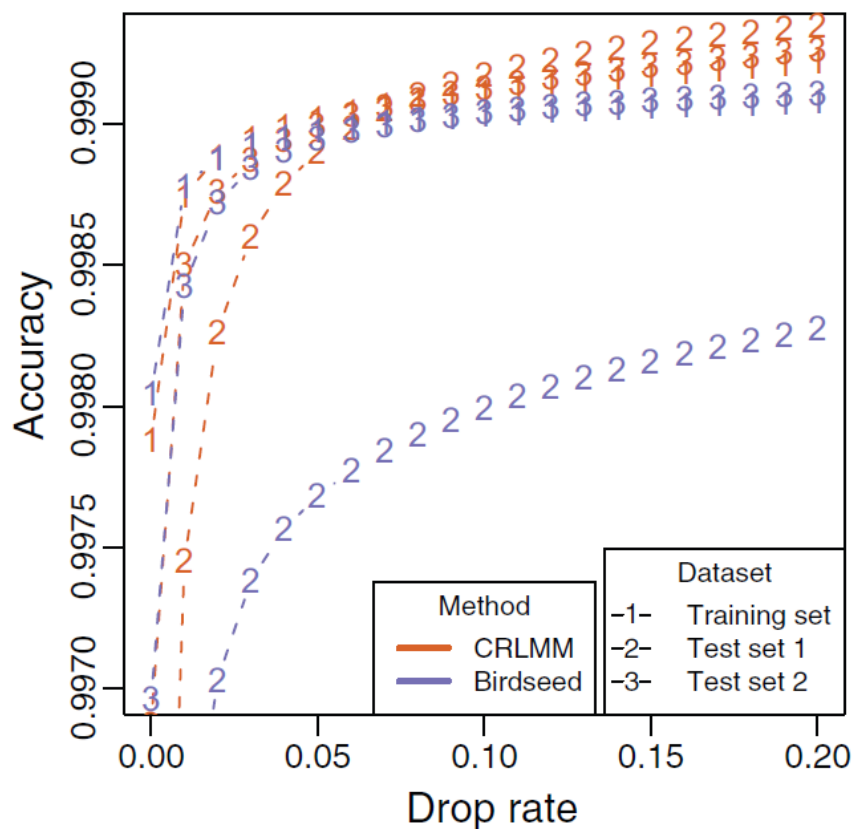 Accuracy
0.9990
0.9985
0.9980
0.9975
0.9970
Method
CRLMM
Birdseed
Dataset
-1- Training set
-2- Test set 1
-3- Test set 2
0.00 0.05 0.10 0.15 0.20
Drop rate